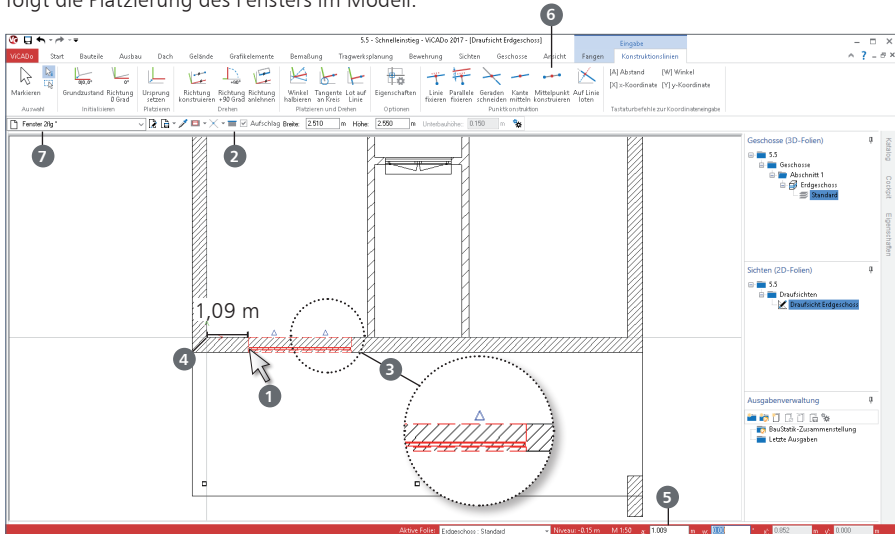 folgt die Platzierung des Fensters im Modell.
6
5.5 - Schnelleinstieg - ViCADo 2017 - [Draufsicht Erdgeschoss]
Eingabe
ViCADo Start Bauteile Ausbau Dach Gelände Grafikelemente Bemaßung Tragwerksplanung Bewehrung Sichten Geschosse Ansicht Fangen Konstruktionslinien
Markieren
Grundzustand
Richtung 0 Grad
Ursprung setzen
Richtung konstruieren
Richtung +90 Grad
Richtung anlehnen
Winkel halbieren
Tangente an Kreis
Lot auf Linie
Eigenschaften
Linie fixieren
Parallele fixieren
Geraden schneiden
Kante mitteln
Mittelpunkt konstruieren
Auf Linie loten
[A] Abstand [W] Winkel
[X] x-Koordinate [Y] y-Koordinate
Auswahl Initialisieren Platzieren Drehen Platzieren und Drehen Optionen Punktkonstruktion Tastaturbefehle zur Koordinateneingabe
Fenster 2flg * Aufschlag Breite: 2.510 m Höhe: 2.550 m Unterbauhöhe: 0.150 m
7
2
Geschosse (3D-Folien)
5.5
Geschosse
Abschnitt 1
Erdgeschoss
Standard
Katalog
Cockpit
Eigenschaften
Sichten (2D-Folien)
5.5
Draufsichten
Draufsicht Erdgeschoss
1,09 m
4
1
3
Ausgabenverwaltung
BauStatik-Zusammenstellung
Letzte Ausgaben
5
Aktive Folie: Erdgeschoss : Standard Niveau: -0.15 m M 1:50 a: 1.009 m w: 0.00 ° x': 0.852 m y': 0.000 m